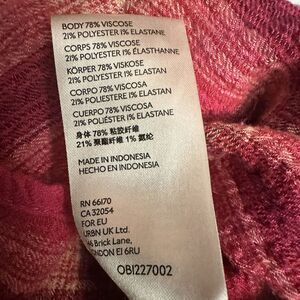 BODY 78% VISCOSE
21% POLYESTER 1% ELASTANE
CORPS 78% VISCOSE
21% POLYESTER 1% ÉLASTHANNE
KÖRPER 78% VISKOSE
21% POLYESTER 1% ELASTAN
CORPO 78% VISCOSA
21% POLIESTERE 1% ELASTAN
CUERPO 78% VISCOSA
21% POLIÉSTER 1% ELASTANO
身体 78% 粘胶纤维
21% 聚酯纤维 1% 氨纶
MADE IN INDONESIA
HECHO EN INDONESIA
RN 66170
CA 32054
FOR EU
URBN UK Ltd.
Brick Lane,
LONDON E1 6RU
OB1227002